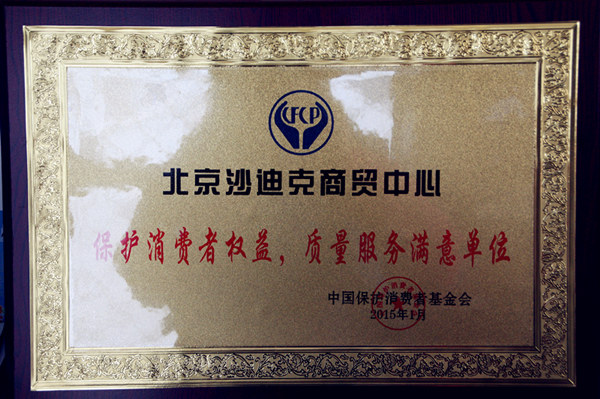 CFCP
北京沙迪克商贸中心
保护消费者权益，质量服务满意单位
中国保护消费者基金会
2015年1月